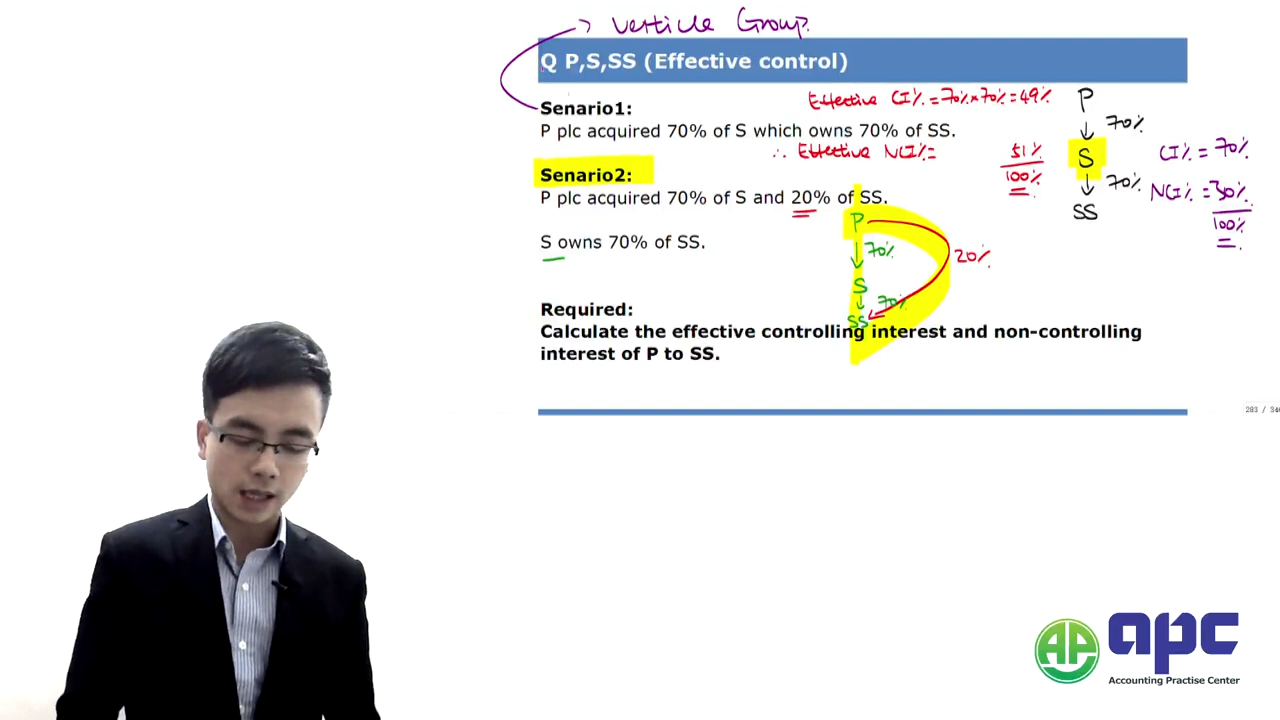 → Verticle Group
Q P,S,SS (Effective control)
Senario1:
Effective CI% = 70% x 70% = 49%
P plc acquired 70% of S which owns 70% of SS.
∴ Effective NCI% = 51%
100%
P
70%
S
70%
SS
CI% = 70%
NCI% = 30%
100%
Senario2:
P plc acquired 70% of S and 20% of SS.
S owns 70% of SS.
P
70%
S
70%
SS
20%
Required:
Calculate the effective controlling interest and non-controlling
interest of P to SS.
apc
Accounting Practise Center